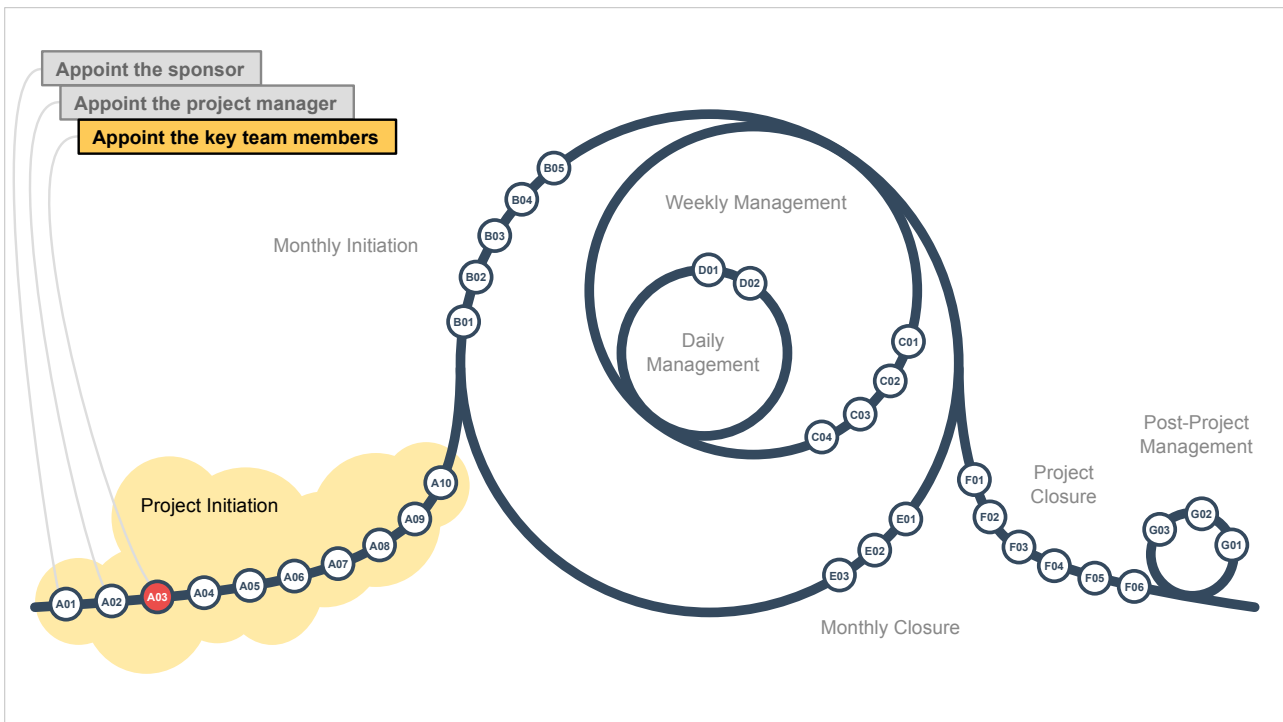 Appoint the sponsor
Appoint the project manager
Appoint the key team members
Monthly Initiation
B05
B04
B03
B02
B01
Weekly Management
D01
D02
Daily
Management
C01
C02
C03
C04
Project Initiation
A01
A02
A03
A04
A05
A06
A07
A08
A09
A10
E01
E02
E03
Monthly Closure
Project
Closure
F01
F02
F03
F04
F05
F06
Post-Project
Management
G03
G02
G01